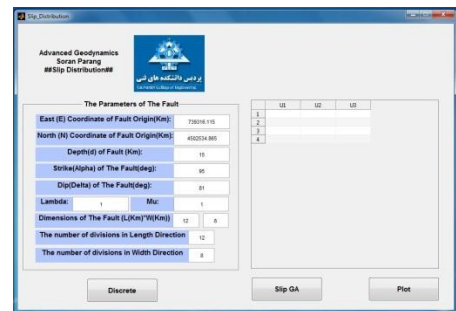 Slip_Distribution
Advanced Geodynamics
Soran Parang
##Slip Distribution##
پردیس دانشکده های فنی
The Parameters of The Fault
East (E) Coordinate of Fault Origin(Km):
North (N) Coordinate of Fault Origin(Km):
4502534.865
Depth(d) of Fault (Km):
15
Strike(Alpha) of The Fault(deg):
95
Dip(Delta) of The Fault(deg):
81
Lambda: 1 Mu: 1
Dimensions of The Fault (L(Km)*W(Km)) 12 8
The number of divisions in Length Direction 12
The number of divisions in Width Direction 8
U1 U2 U3
1
2
3
4
Discrete
Slip GA
Plot